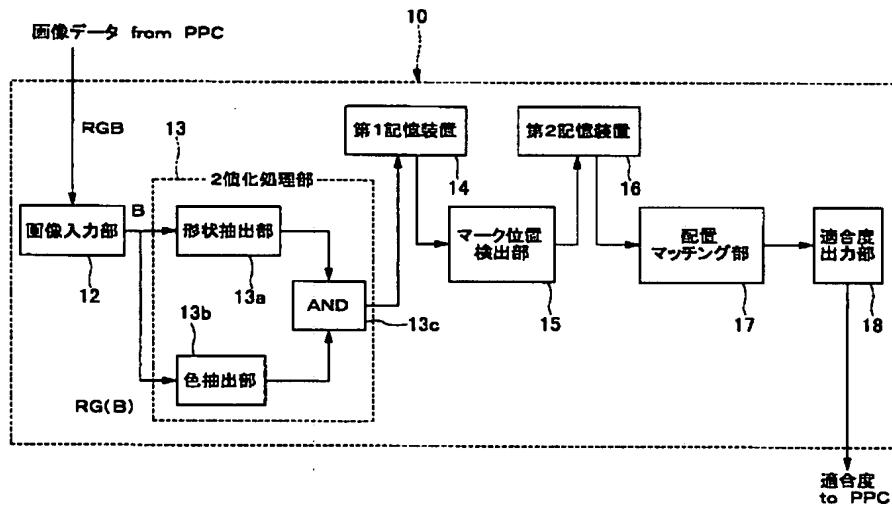 画像データ from PPC
10
RGB
13
2値化処理部
第1記憶装置
14
第2記憶装置
16
画像入力部
12
B
形状抽出部
13a
AND
13c
13b
色抽出部
RG(B)
マーク位置
検出部
15
配置
マッチング部
17
適合度
出力部
18
適合度
to PPC